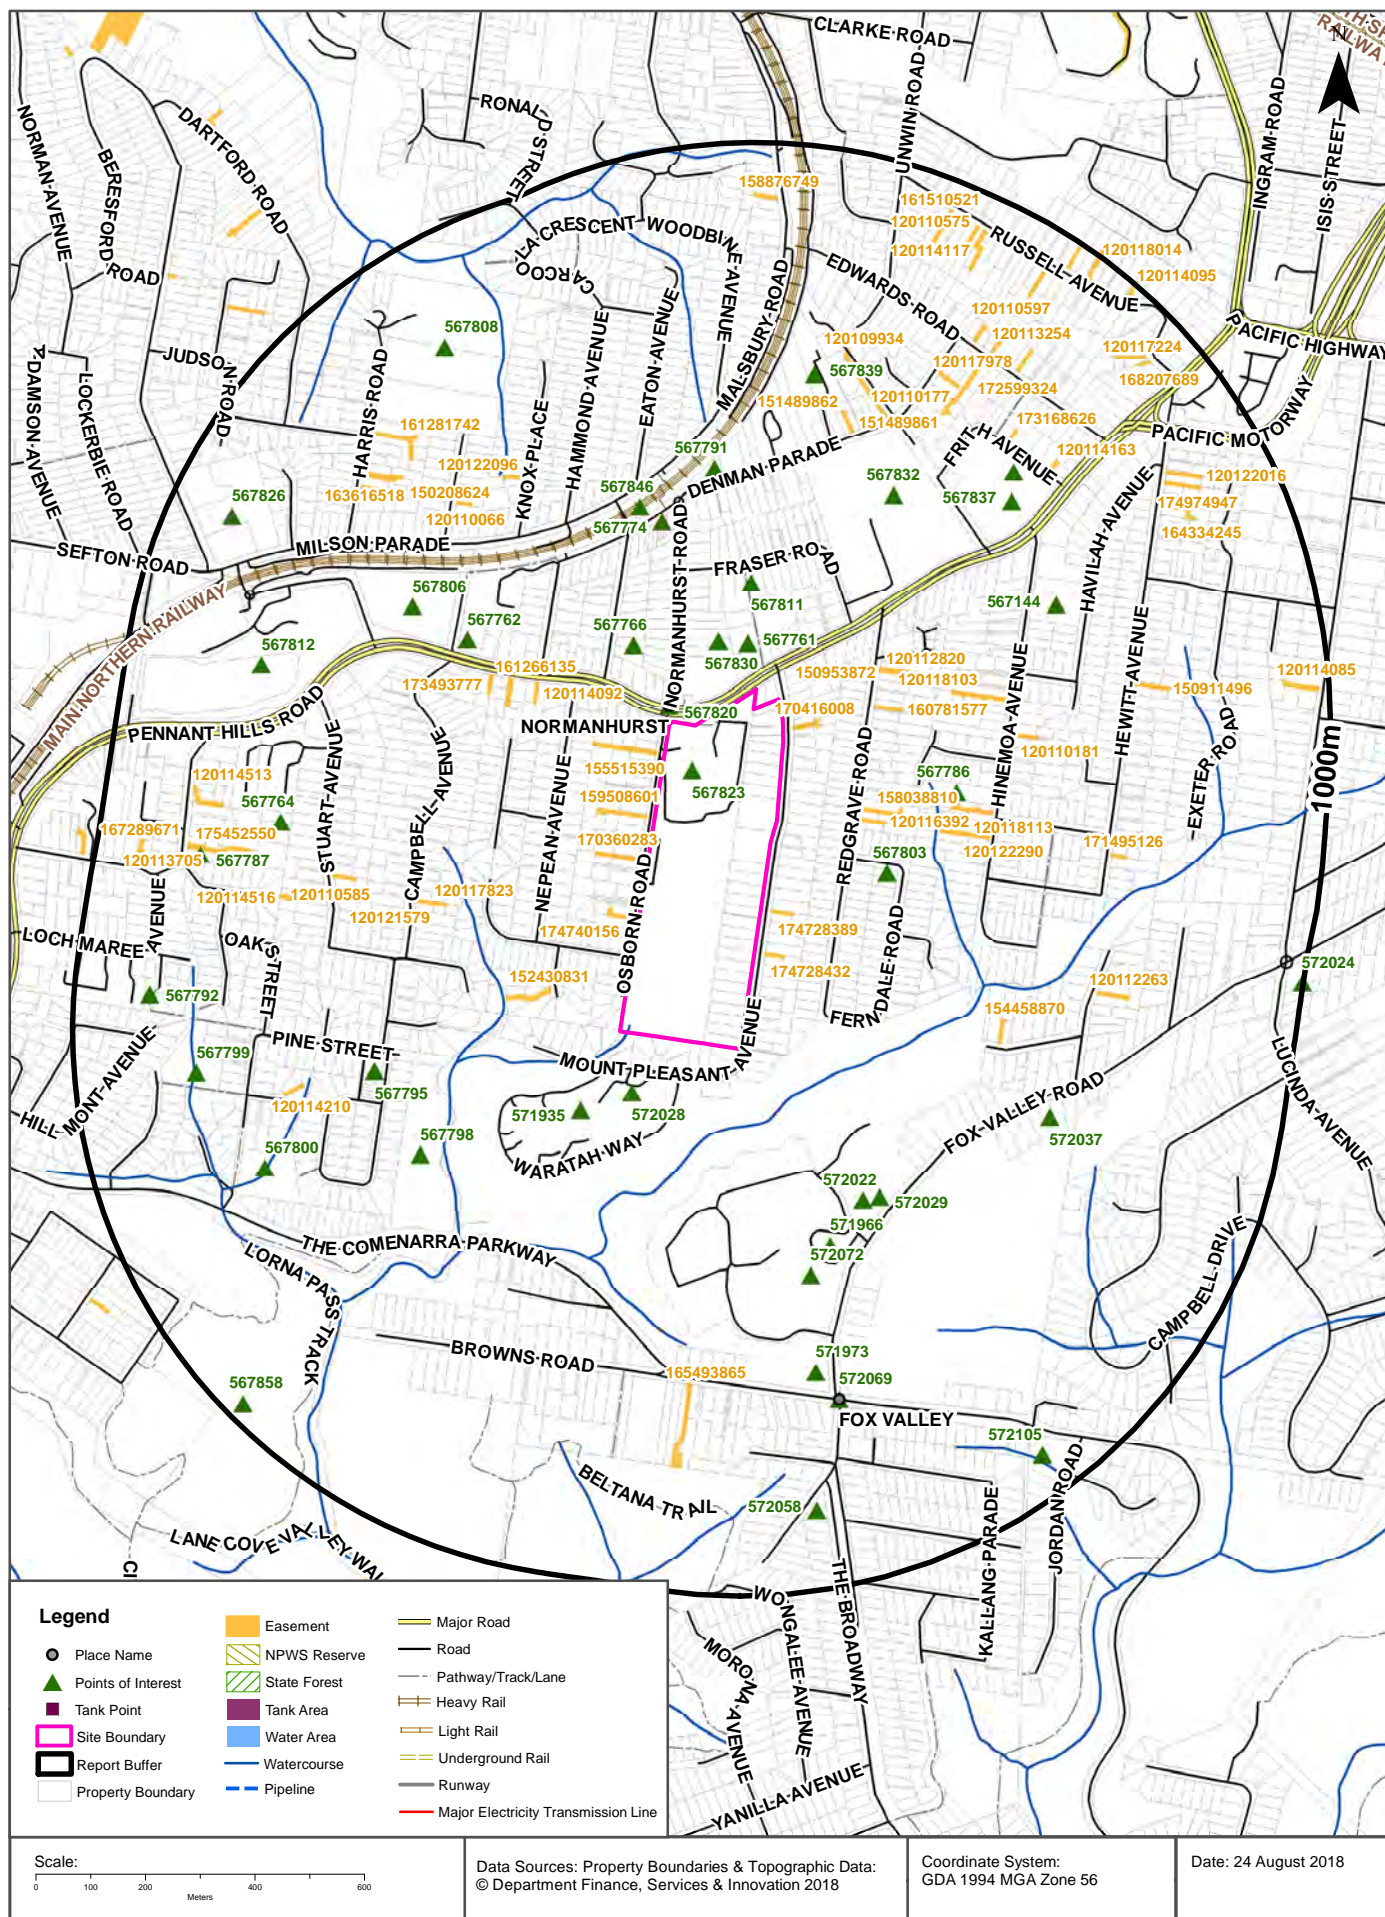 CLARKE ROAD
NORTH SH
RAILWAY
N
RONALD STREET
UNWIN ROAD
INGRAM ROAD
ISIS STREET
NORMAN AVENUE
BERESFORD ROAD
DARTFORD ROAD
158876749
161510521
120110575
120114117
RUSSELL AVENUE
120118014
120114095
CARCOOLA CRESCENT
WOODBINE AVENUE
EDWARDS ROAD
MALSBURY ROAD
EATON AVENUE
HAMMOND AVENUE
120110597
120113254
120109934
120117978
120117224
168207689
PACIFIC HIGHWAY
567808
JUDSON ROAD
HARRIS ROAD
567839
151489862
120110177
151489861
172599324
173168626
ADAMSON AVENUE
LOCKERBIE ROAD
161281742
KNOX PLACE
120122096
567791
DENMAN PARADE
FRITH AVENUE
120114163
PACIFIC MOTORWAY
163616518
150208624
120110066
567846
567774
567832
567837
120122016
174974947
164334245
567826
MILSON PARADE
SEFTON ROAD
NORMANHURST ROAD
FRASER ROAD
HAVILAH AVENUE
567806
567811
567144
MAIN NORTHERN RAILWAY
567762
567766
567830
567761
HEWITT AVENUE
567812
161266135
173493777
120114092
150953872
120112820
120118103
160781577
120114085
150911496
PENNANT HILLS ROAD
NORMANHURST
567820
170416008
HINEMOA AVENUE
120110181
EXETER ROAD
1000m
STUART AVENUE
CAMPBELL AVENUE
155515390
567823
REDGRAVE ROAD
120114513
567764
159508601
567786
158038810
120116392
120118113
120122290
167289671
175452550
120113705
567787
170360283
NEPEAN AVENUE
OSBORN ROAD
567803
171495126
120114516
120110585
120121579
120117823
174740156
174728389
AVENUE
LOCH MAREE
OAK STREET
152430831
174728432
FERNDALE ROAD
567792
120112263
572024
154458870
PINE STREET
HILLMONT AVENUE
567799
567795
MOUNT PLEASANT AVENUE
120114210
571935
572028
FOX VALLEY ROAD
LUCINDA AVENUE
572037
567800
567798
WARATAH WAY
572022
572029
571966
572072
THE COMENARRA PARKWAY
LORNA PASS TRACK
CAMPBELL DRIVE
BROWNS ROAD
165493865
571973
572069
567858
FOX VALLEY
572105
BELTANA TRAIL
572058
KALLANG PARADE
JORDAN ROAD
LANE COVE VALLEY WAL
CI
THE BROADWAY
WONGALEE AVENUE
MORONA AVENUE
YANILLA AVENUE
Legend
Place Name
Points of Interest
Tank Point
Site Boundary
Report Buffer
Property Boundary
Easement
NPWS Reserve
State Forest
Tank Area
Water Area
Watercourse
Pipeline
Major Road
Road
Pathway/Track/Lane
Heavy Rail
Light Rail
Underground Rail
Runway
Major Electricity Transmission Line
Scale:
0 100 200 400 600
Meters
Data Sources: Property Boundaries & Topographic Data:
© Department Finance, Services & Innovation 2018
Coordinate System:
GDA 1994 MGA Zone 56
Date: 24 August 2018